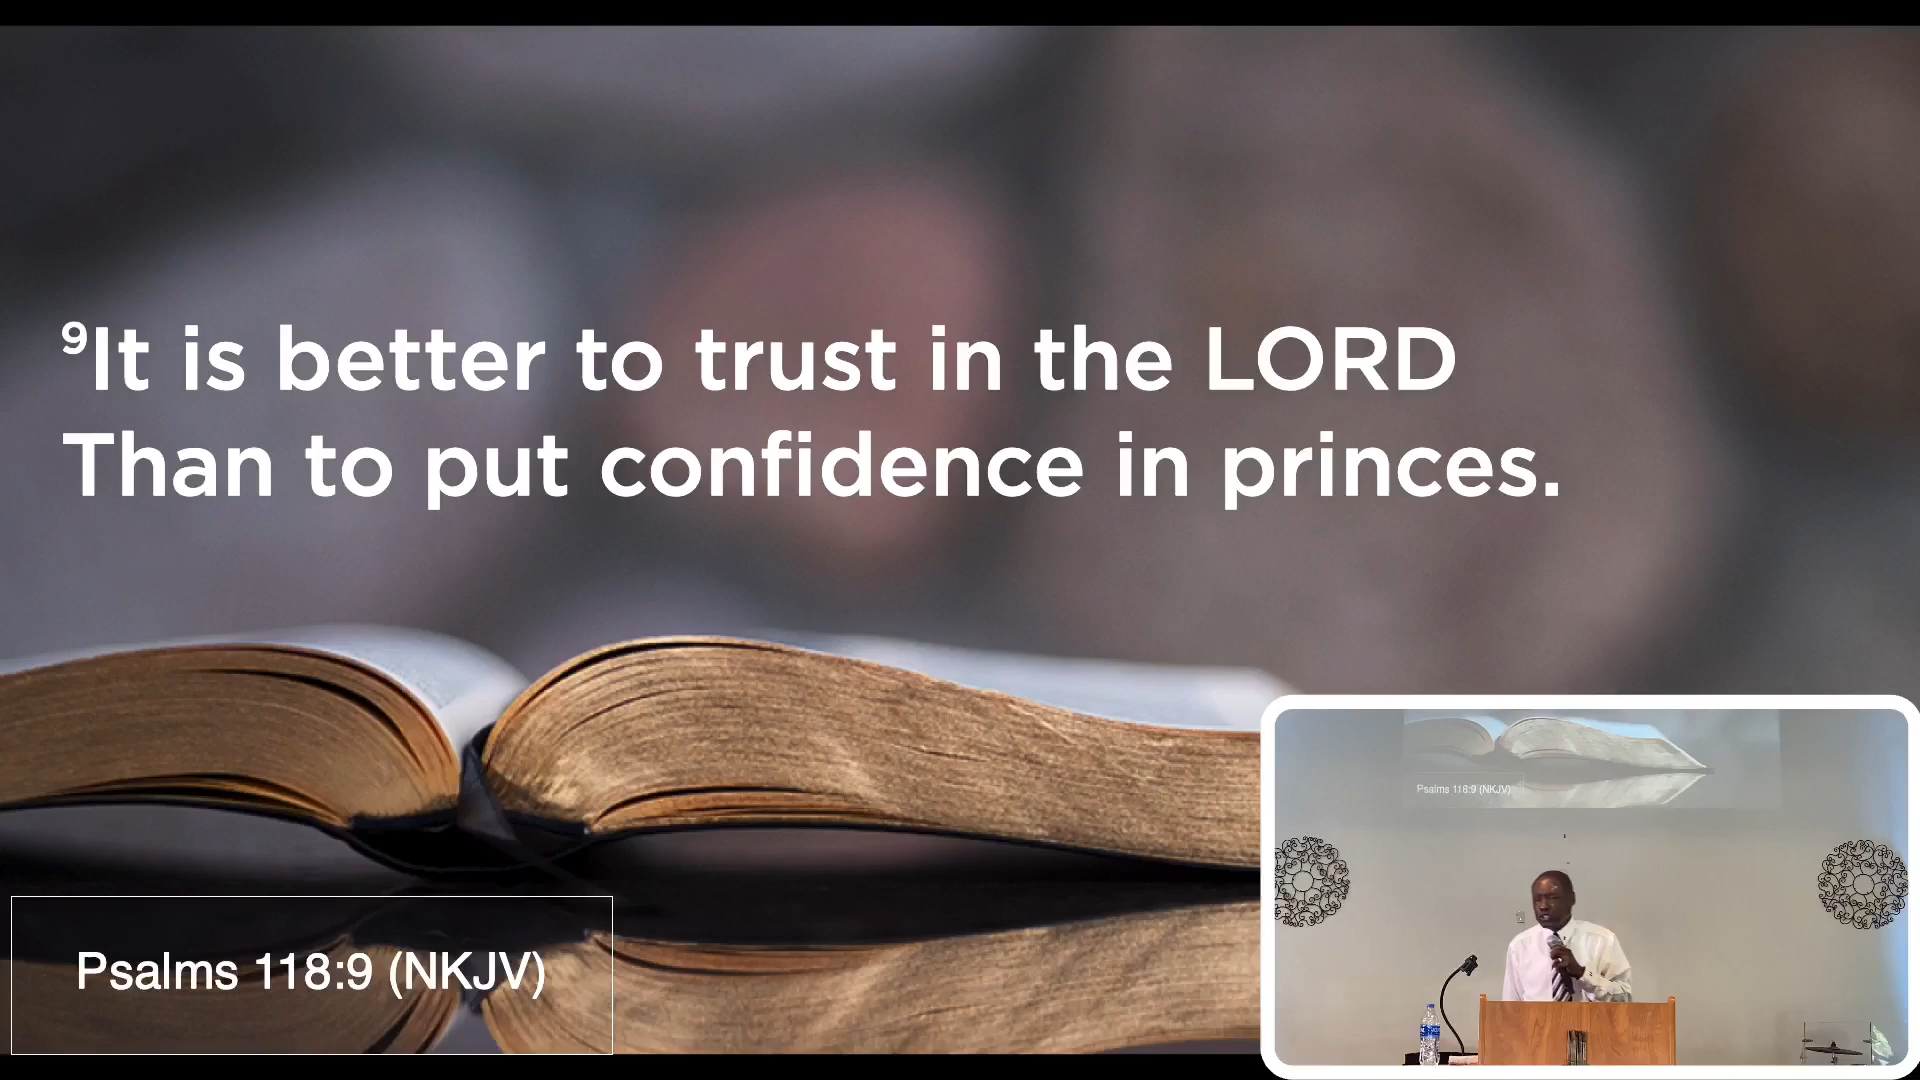 ⁹It is better to trust in the LORD
Than to put confidence in princes.
Psalms 118:9 (NKJV)
Psalms 118:9 (NKJV)